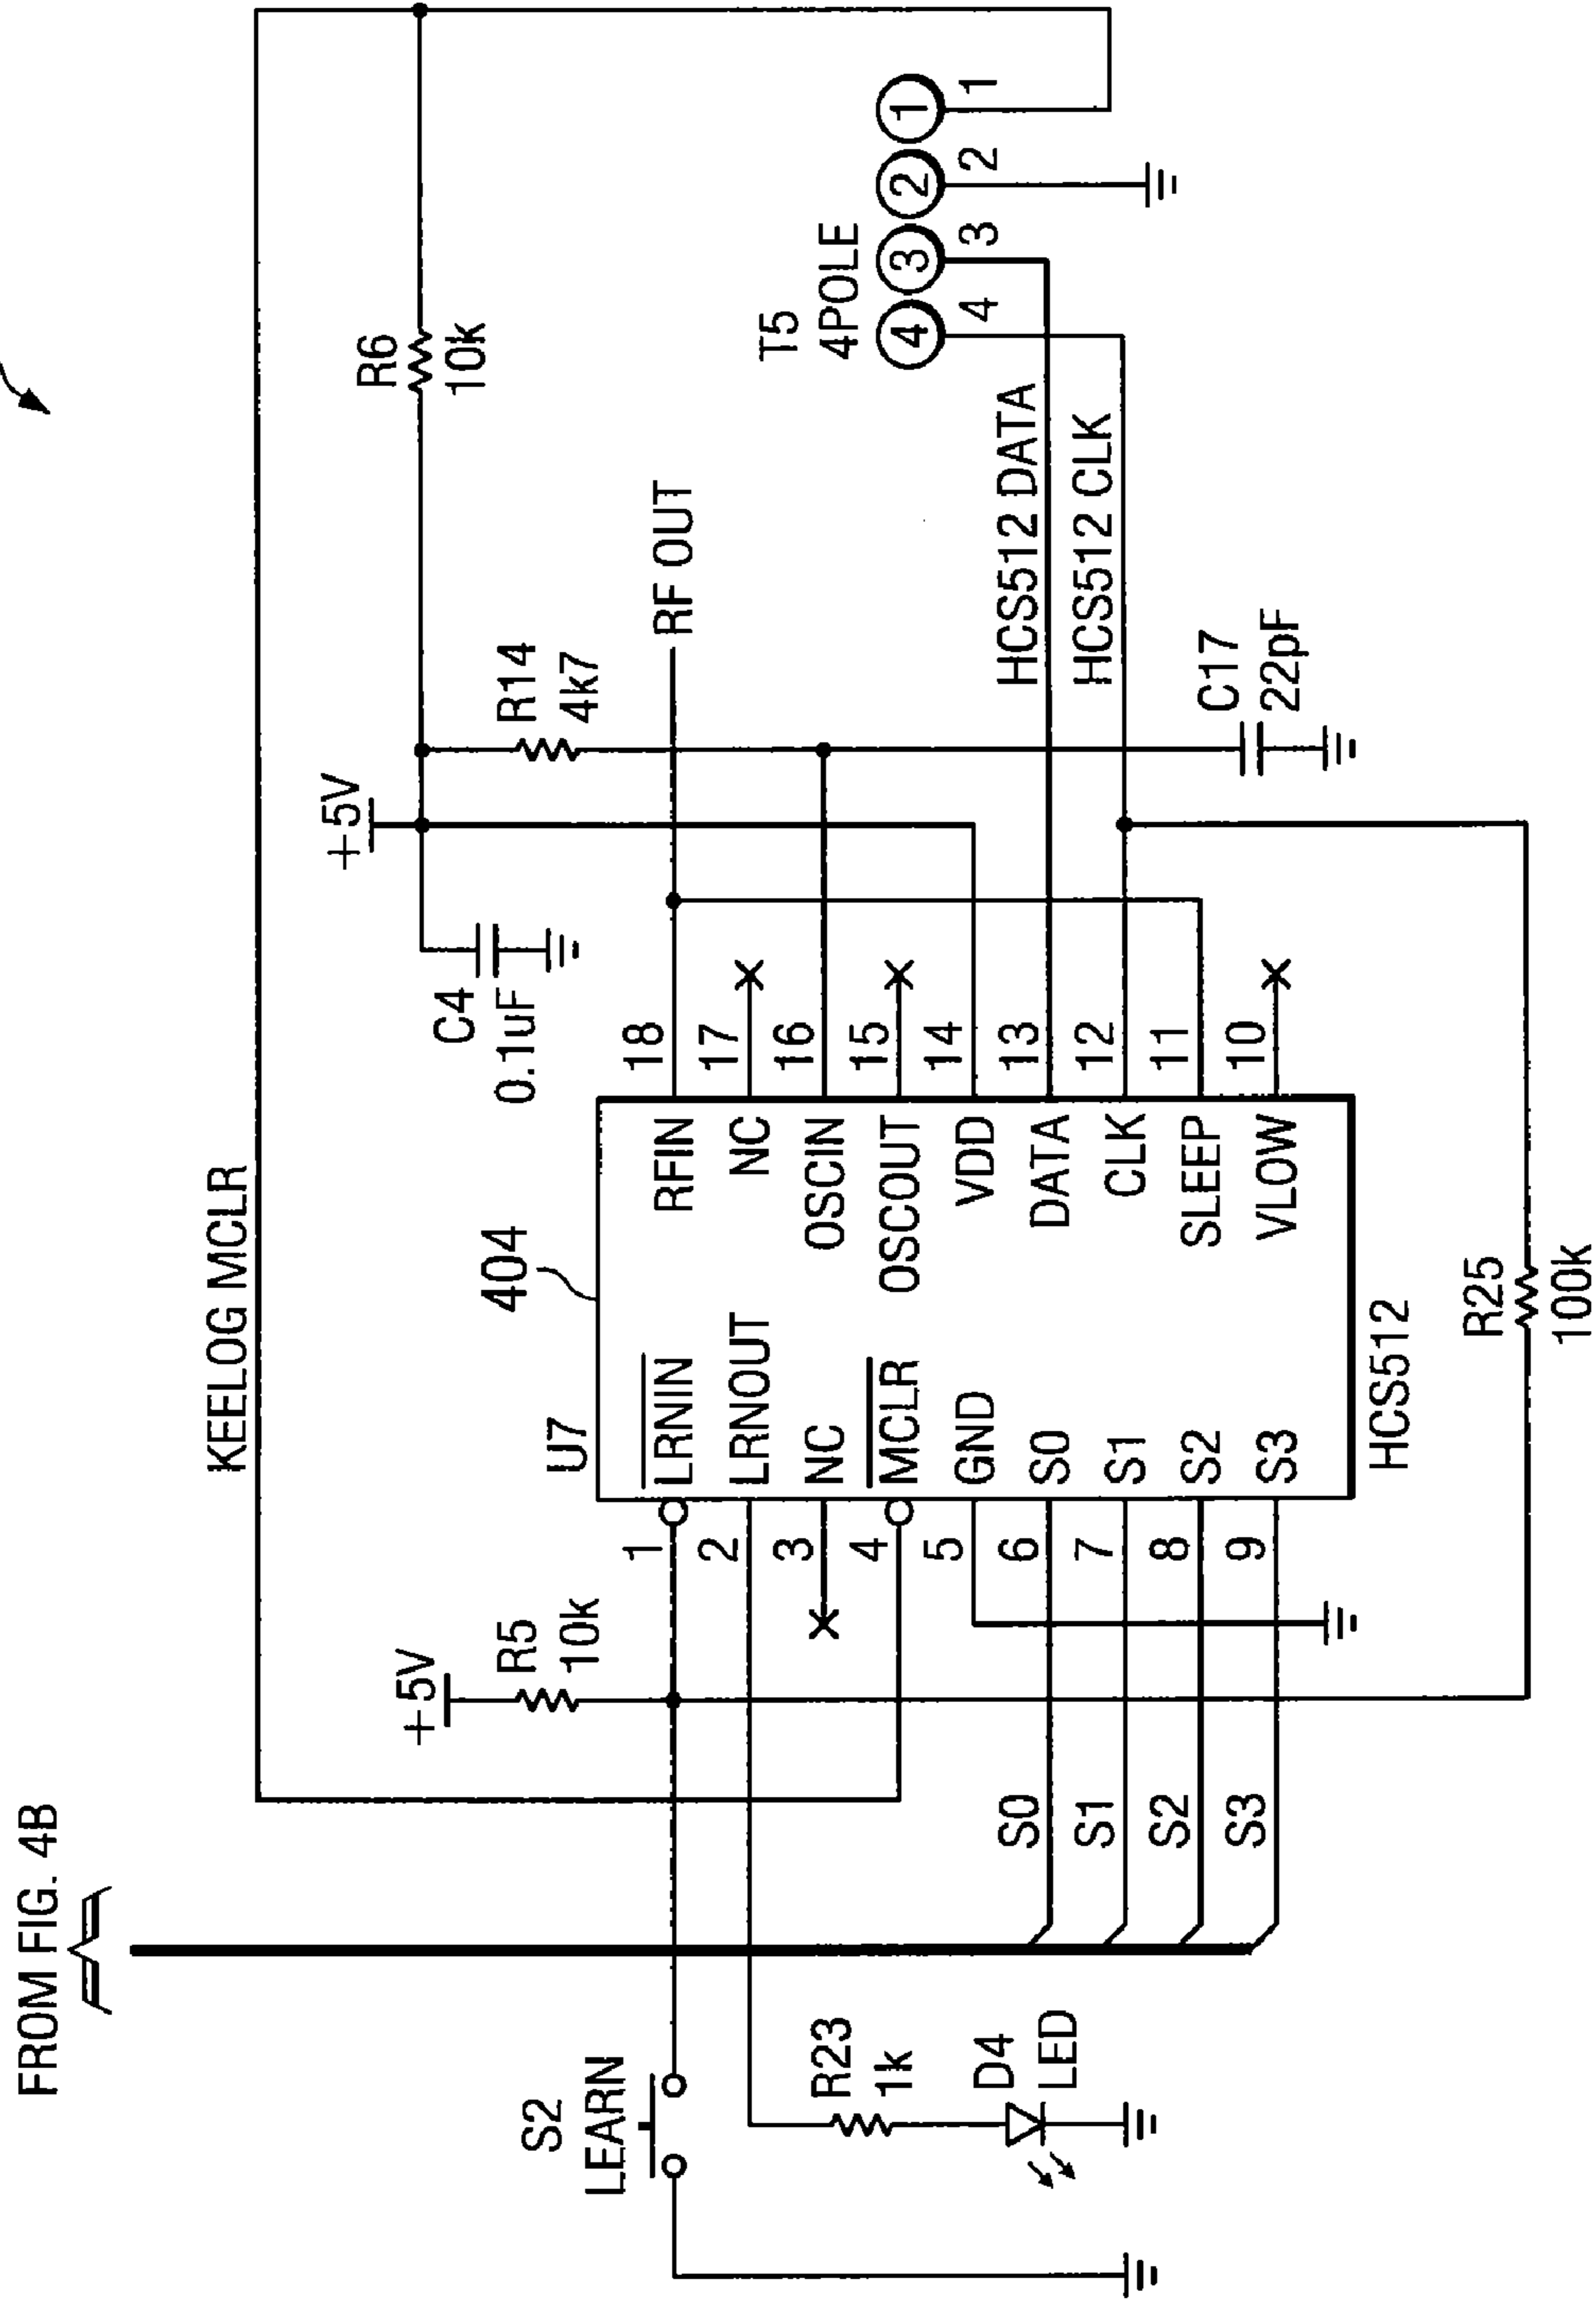 FROM FIG. 4B
KEELOG MCLR
+5V
R5
10k
+5V
C4
0.1uF
R14
4k7
R6
10k
RF OUT
S2
LEARN
R23
1k
D4
LED
U7
404
1
2
3
4
5
6
7
8
9
LRNIN
LRNOUT
NC
MCLR
GND
S0
S1
S2
S3
RFIN
NC
OSCIN
OSCOUT
VDD
DATA
CLK
SLEEP
VLOW
18
17
16
15
14
13
12
11
10
S0
S1
S2
S3
HCS512
HCS512 DATA
HCS512 CLK
T5
4POLE
4
3
2
1
4
3
2
1
C17
22pF
R25
100k